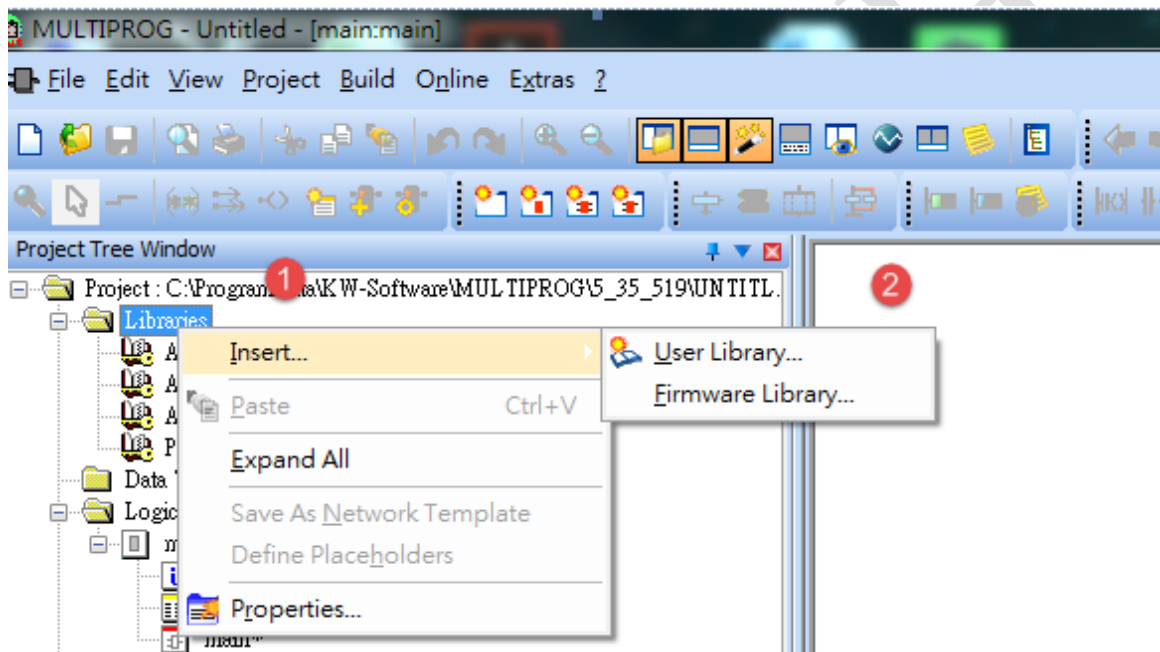 MULTIPROG - Untitled - [main:main]
File Edit View Project Build Online Extras ?
Project Tree Window
Project : C:\Program
a\KW-Software\MULTIPROG\5_35_519\UNTITL.
1
2
Libraries
A
Insert...
User Library...
A
Firmware Library...
A
Paste Ctrl+V
P
Expand All
Data
Logic
Save As Network Template
m
Define Placeholders
Properties...
main*